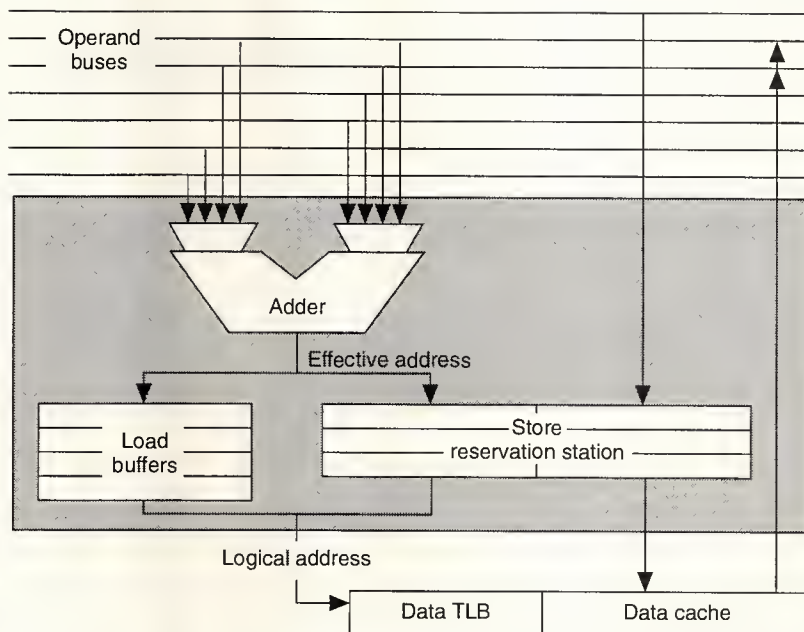 Operand
buses
Adder
Effective address
Load
buffers
Store
reservation station
Logical address
Data TLB
Data cache